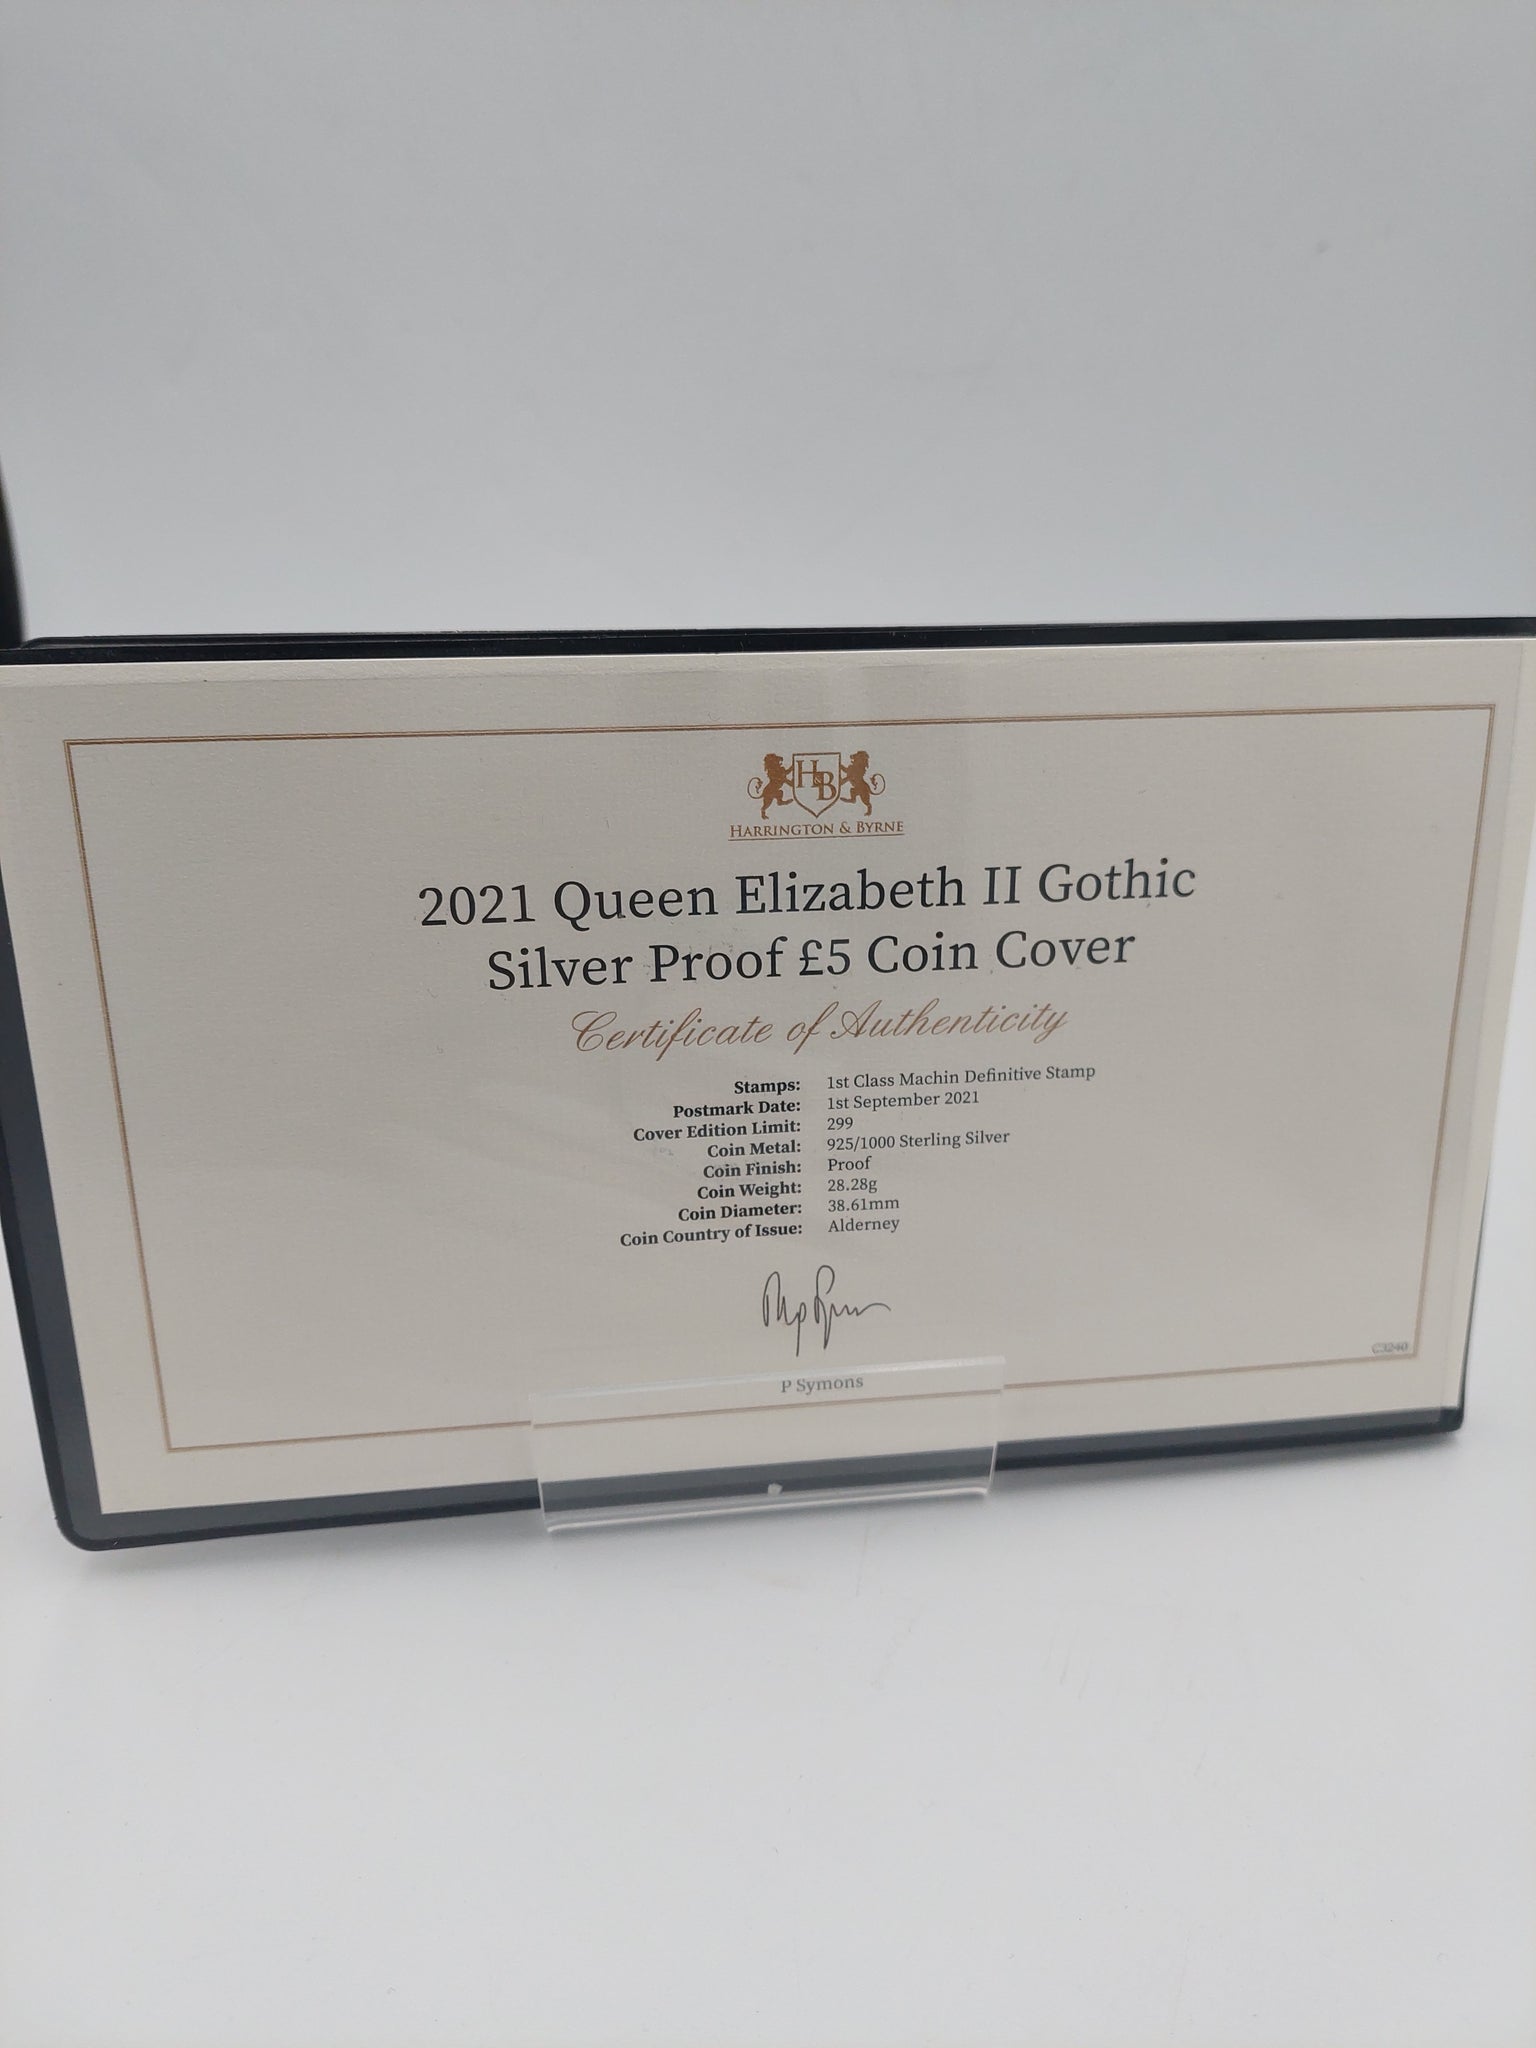 H&B
HARRINGTON & BYRNE
2021 Queen Elizabeth II Gothic
Silver Proof £5 Coin Cover
Certificate of Authenticity
Stamps: 1st Class Machin Definitive Stamp
Postmark Date: 1st September 2021
Cover Edition Limit: 299
Coin Metal: 925/1000 Sterling Silver
Coin Finish: Proof
Coin Weight: 28.28g
Coin Diameter: 38.61mm
Coin Country of Issue: Alderney
P Symons
C3240